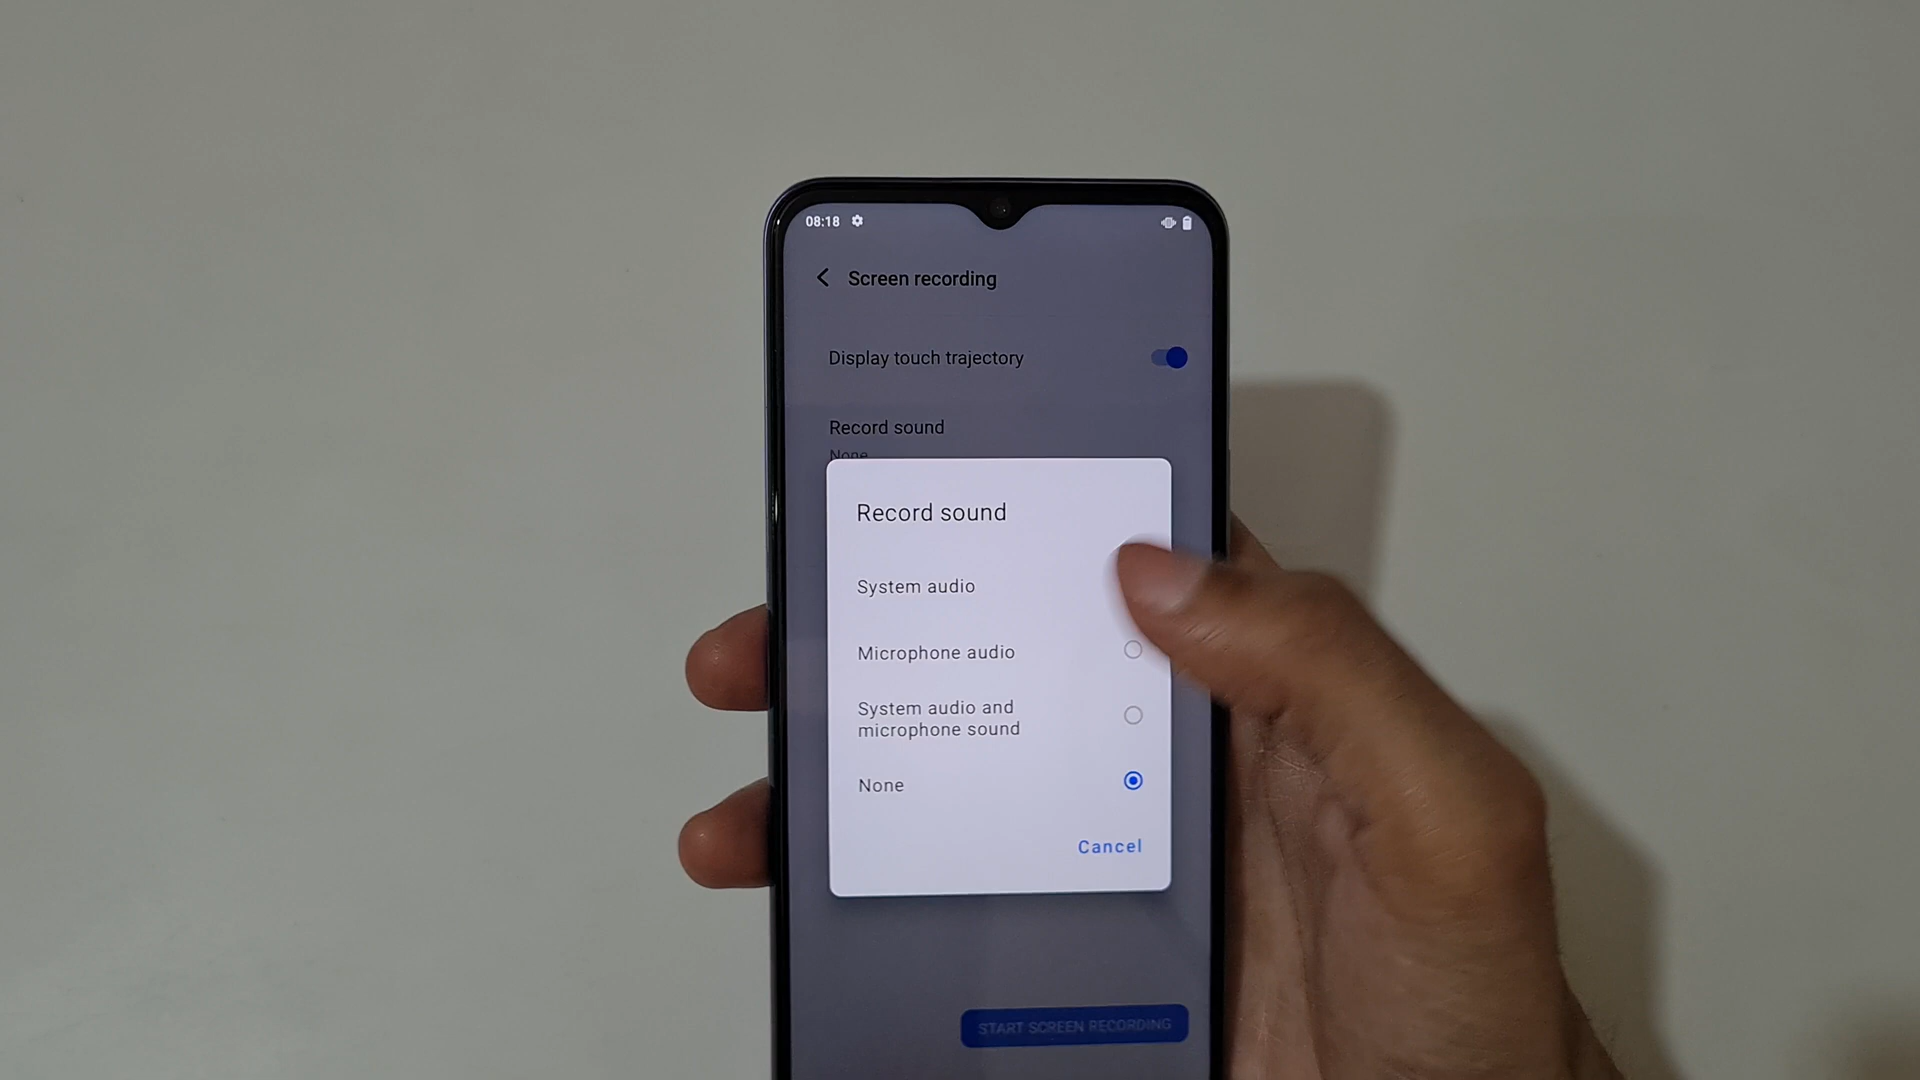 08:18
Screen recording
Display touch trajectory
Record sound
None
Record sound
System audio
Microphone audio
System audio and
microphone sound
None
Cancel
START SCREEN RECORDING